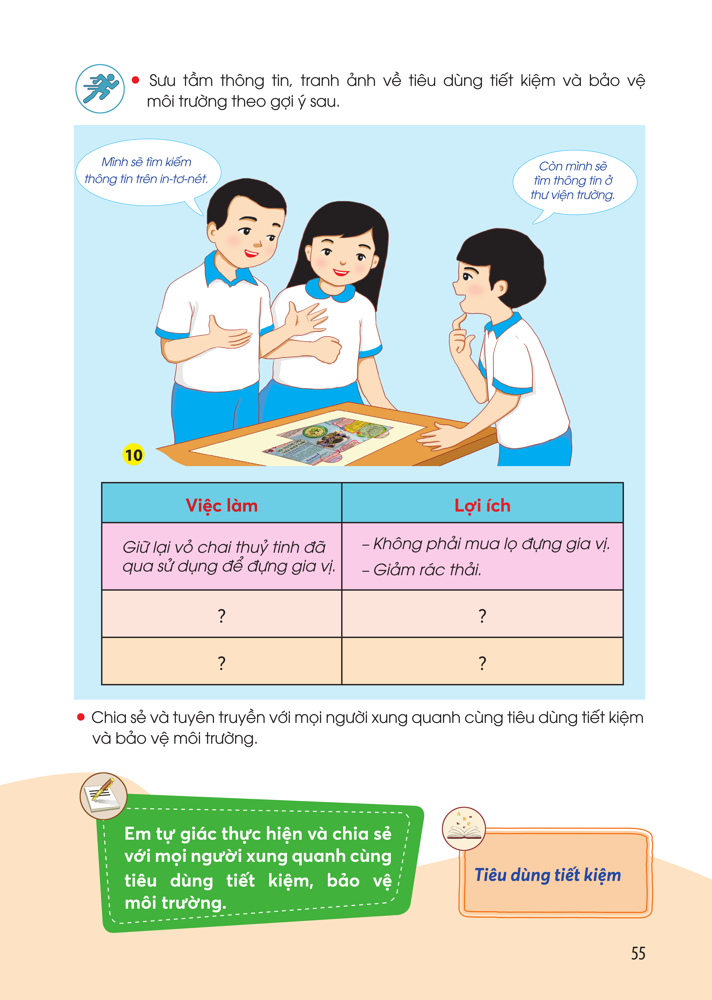 • Sưu tầm thông tin, tranh ảnh về tiêu dùng tiết kiệm và bảo vệ
môi trường theo gợi ý sau.
Mình sẽ tìm kiếm
thông tin trên in-tơ-nét.
Còn mình sẽ
tìm thông tin ở
thư viện trường.
MÔI TRƯỜNG SẠCH
THIÊN NHIÊN XANH
10
Việc làm
Lợi ích
Giữ lại vỏ chai thuỷ tinh đã
qua sử dụng để đựng gia vị.
– Không phải mua lọ đựng gia vị.
– Giảm rác thải.
?
?
?
?
• Chia sẻ và tuyên truyền với mọi người xung quanh cùng tiêu dùng tiết kiệm
và bảo vệ môi trường.
Em tự giác thực hiện và chia sẻ
với mọi người xung quanh cùng
tiêu dùng tiết kiệm, bảo vệ
môi trường.
A
B
a
b
c
C
Tiêu dùng tiết kiệm
55